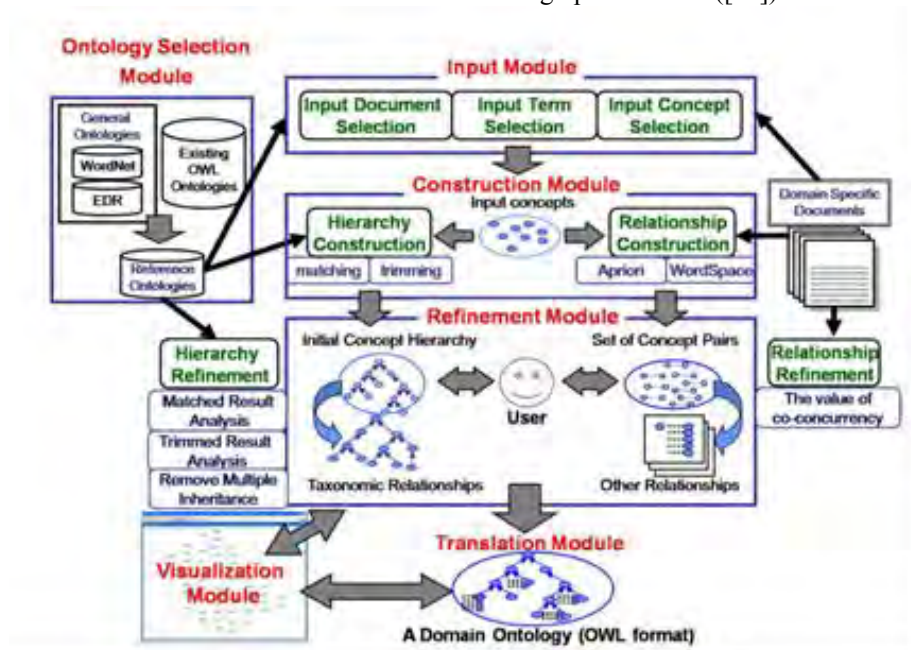 Ontology Selection
Module
General
Ontologies
WordNet
EDR
Existing
OWL
Ontologies
Reference
Ontologies
Input Module
Input Document
Selection
Input Term
Selection
Input Concept
Selection
Construction Module
Input concepts
Hierarchy
Construction
matching
trimming
Relationship
Construction
Apriori
WordSpace
Domain Specific
Documents
Refinement Module
Initial Concept Hierarchy
Set of Concept Pairs
User
Taxonomic Relationships
Other Relationships
Hierarchy
Refinement
Matched Result
Analysis
Trimmed Result
Analysis
Remove Multiple
Inheritance
Relationship
Refinement
The value of
co-concurrency
Visualization
Module
Translation Module
A Domain Ontology (OWL format)